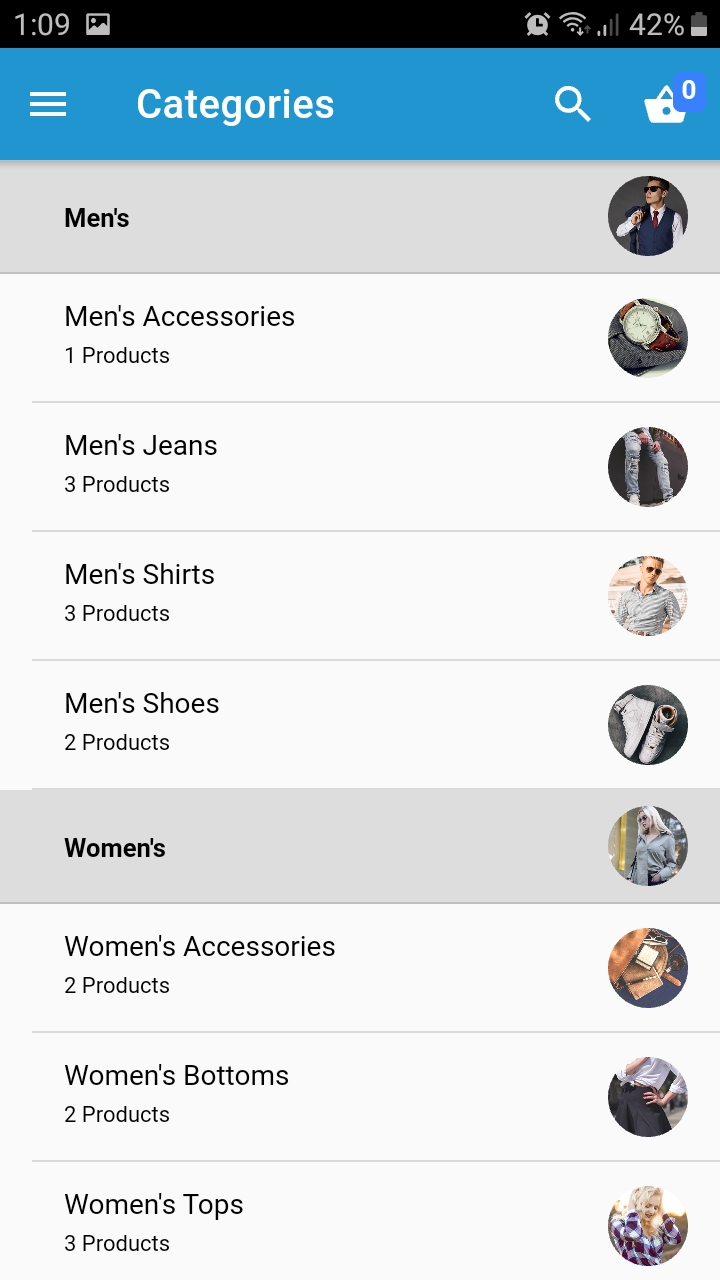 1:09 42%
Categories 0
Men's
Men's Accessories
1 Products
Men's Jeans
3 Products
Men's Shirts
3 Products
Men's Shoes
2 Products
Women's
Women's Accessories
2 Products
Women's Bottoms
2 Products
Women's Tops
3 Products